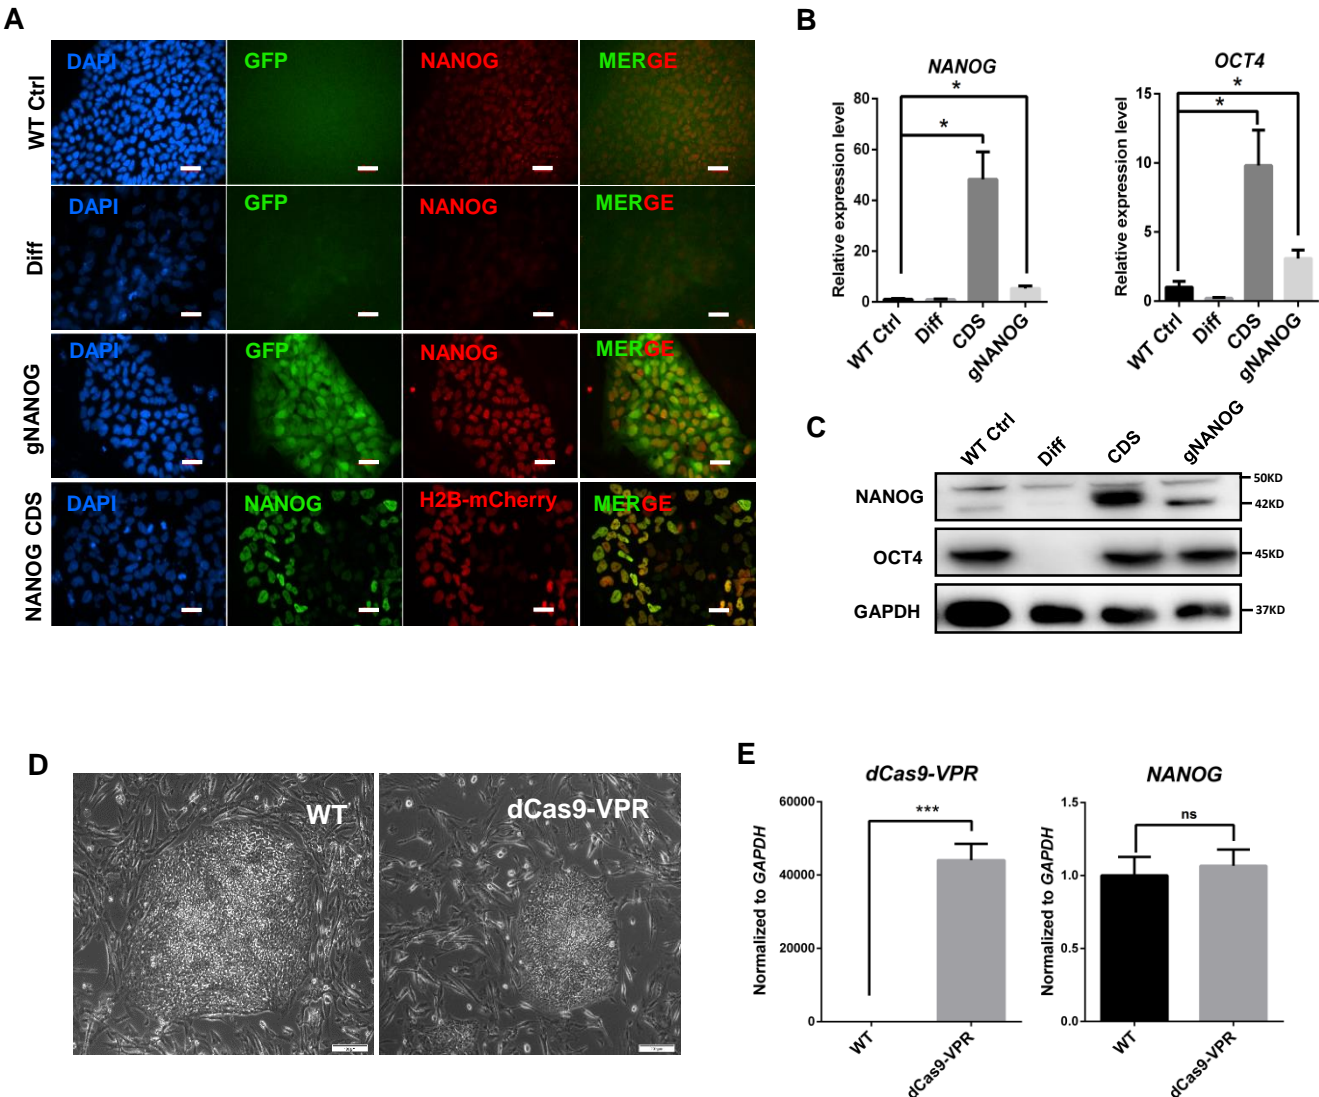 A
WT Ctrl
DAPI
GFP
NANOG
MERGE
Diff
DAPI
GFP
NANOG
MERGE
gNANOG
DAPI
GFP
NANOG
MERGE
NANOG CDS
DAPI
NANOG
H2B-mCherry
MERGE
B
NANOG
Relative expression level
80
60
40
20
0
*
*
WT Ctrl
Diff
CDS
gNANOG
OCT4
Relative expression level
15
10
5
0
*
*
WT Ctrl
Diff
CDS
gNANOG
C
WT Ctrl
Diff
CDS
gNANOG
NANOG
50KD
42KD
OCT4
45KD
GAPDH
37KD
D
WT
dCas9-VPR
E
dCas9-VPR
Normalized to GAPDH
60000
40000
20000
0
***
WT
dCas9-VPR
NANOG
Normalized to GAPDH
1.5
1.0
0.5
0.0
ns
WT
dCas9-VPR